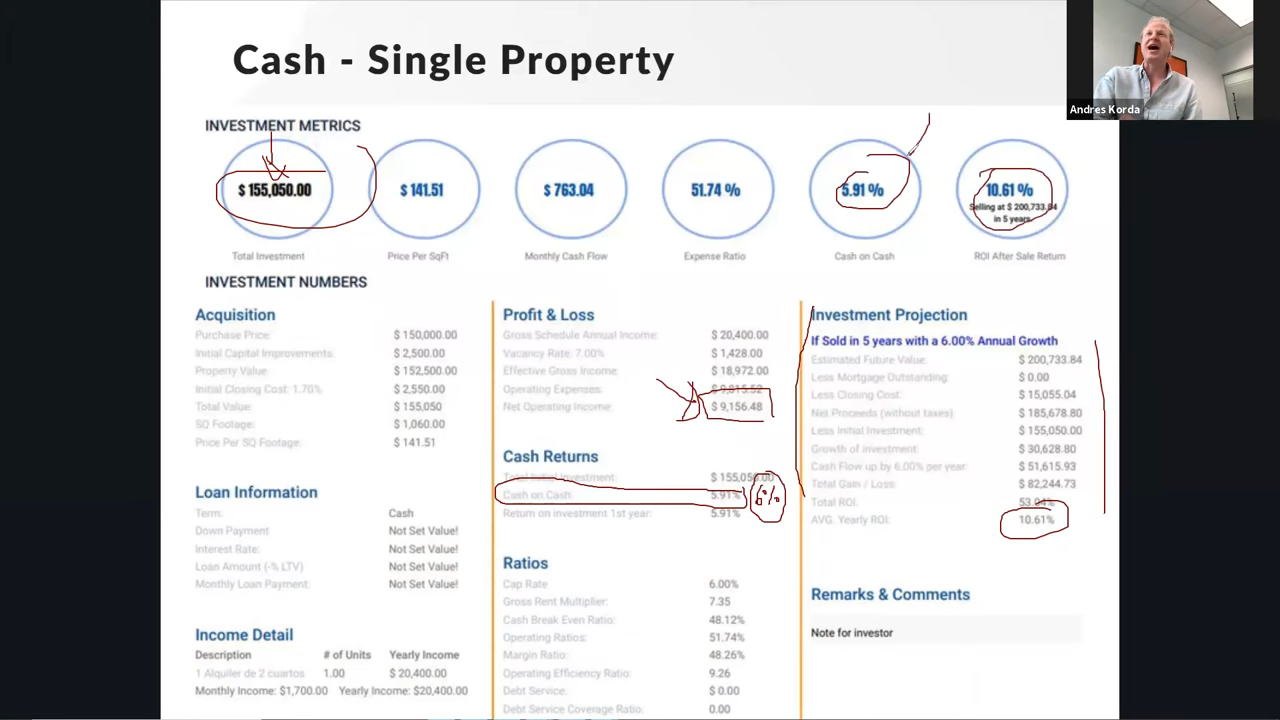 Cash - Single Property
Andres Korda
INVESTMENT METRICS
$ 155,050.00
$ 141.51
$ 763.04
51.74 %
5.91 %
10.61 %
Selling at $ 200,733.84
in 5 years
Total Investment
Price Per SqFt
Monthly Cash Flow
Expense Ratio
Cash on Cash
ROI After Sale Return
INVESTMENT NUMBERS
Acquisition
Purchase Price: $ 150,000.00
Initial Capital Improvements: $ 2,500.00
Property Value: $ 152,500.00
Initial Closing Cost: 1.70% $ 2,550.00
Total Value: $ 155,050
SQ Footage: $ 1,060.00
Price Per SQ Footage: $ 141.51
Loan Information
Term: Cash
Down Payment Not Set Value!
Interest Rate: Not Set Value!
Loan Amount (-% LTV) Not Set Value!
Monthly Loan Payment: Not Set Value!
Income Detail
Description # of Units Yearly Income
1 Alquiler de 2 cuartos 1.00 $ 20,400.00
Monthly Income: $1,700.00 Yearly Income: $20,400.00
Profit & Loss
Gross Schedule Annual Income: $ 20,400.00
Vacancy Rate: 7.00% $ 1,428.00
Effective Gross Income: $ 18,972.00
Operating Expenses: $ 9,815.52
Net Operating Income: $ 9,156.48
Cash Returns
Total Initial Investment: $ 155,050.00
Cash on Cash: 5.91% 6%
Return on investment 1st year: 5.91%
Ratios
Cap Rate 6.00%
Gross Rent Multiplier: 7.35
Cash Break Even Ratio: 48.12%
Operating Ratios: 51.74%
Margin Ratio: 48.26%
Operating Efficiency Ratio: 9.26
Debt Service: $ 0.00
Debt Service Coverage Ratio: 0.00
Investment Projection
If Sold in 5 years with a 6.00% Annual Growth
Estimated Future Value: $ 200,733.84
Less Mortgage Outstanding: $ 0.00
Less Closing Cost: $ 15,055.04
Net Proceeds (without taxes): $ 185,678.80
Less Initial Investment: $ 155,050.00
Growth of investment: $ 30,628.80
Cash Flow up by 6.00% per year: $ 51,615.93
Total Gain / Loss: $ 82,244.73
Total ROI: 53.04%
AVG. Yearly ROI: 10.61%
Remarks & Comments
Note for investor